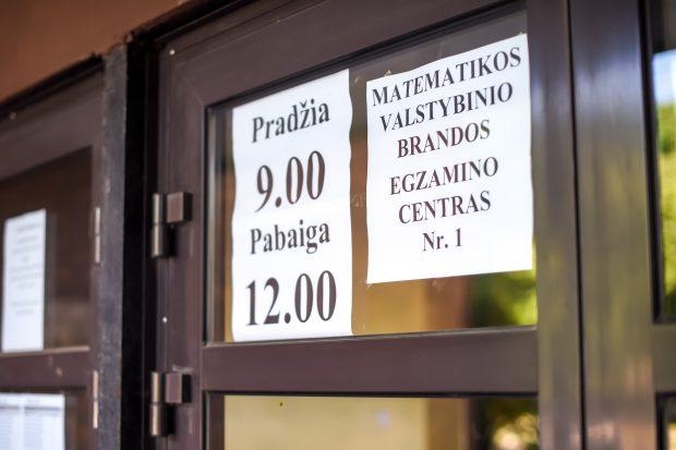 Pradžia
9.00
Pabaiga
12.00
MATEMATIKOS
VALSTYBINIO
BRANDOS
EGZAMINO
CENTRAS
Nr. 1